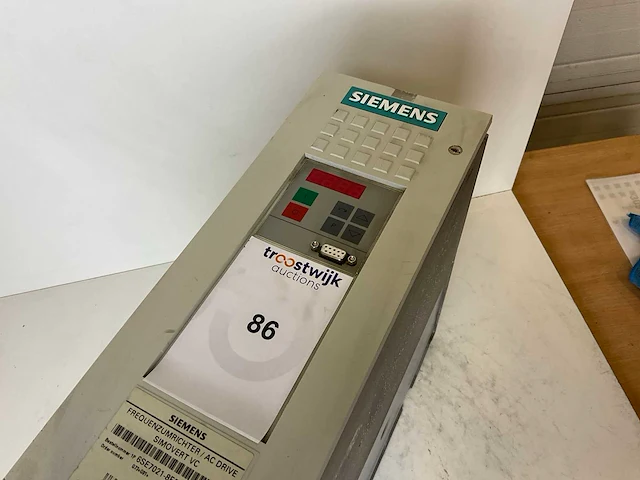 SIEMENS
troostwijk
auctions
86
SIEMENS
FREQUENZUMRICHTER / AC DRIVE
SIMOVERT VC